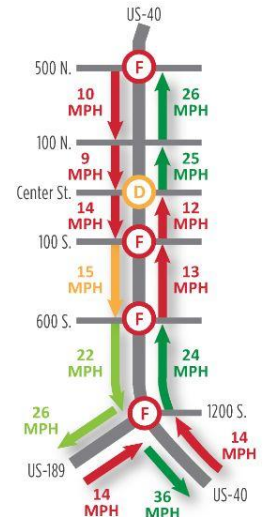 US-40
500 N.
F
10
MPH
26
MPH
100 N.
9
MPH
25
MPH
Center St.
D
14
MPH
12
MPH
100 S.
F
15
MPH
13
MPH
600 S.
F
22
MPH
24
MPH
26
MPH
F
1200 S.
14
MPH
US-189
14
MPH
36
MPH
US-40